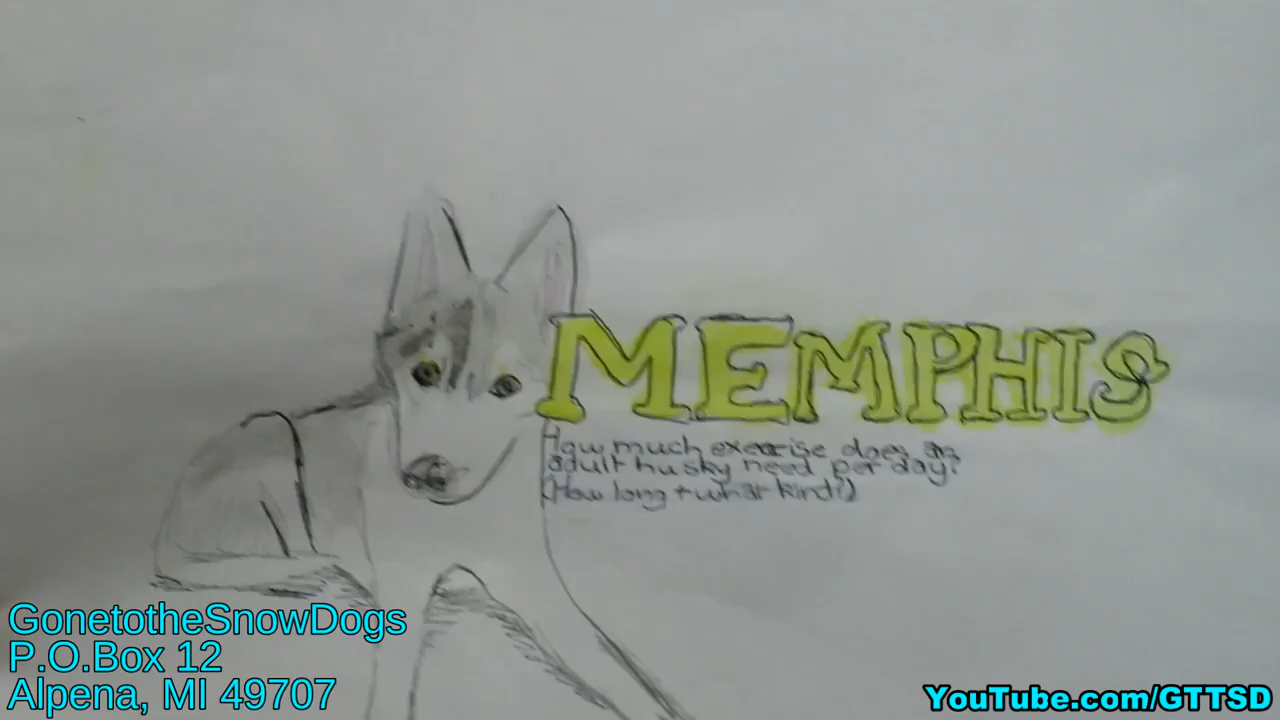 MEMPHIS
How much exercise does an
adult husky need per day?
(How long + what kind?)
GonetotheSnowDogs
P.O.Box 12
Alpena, MI 49707
YouTube.com/GTTSD